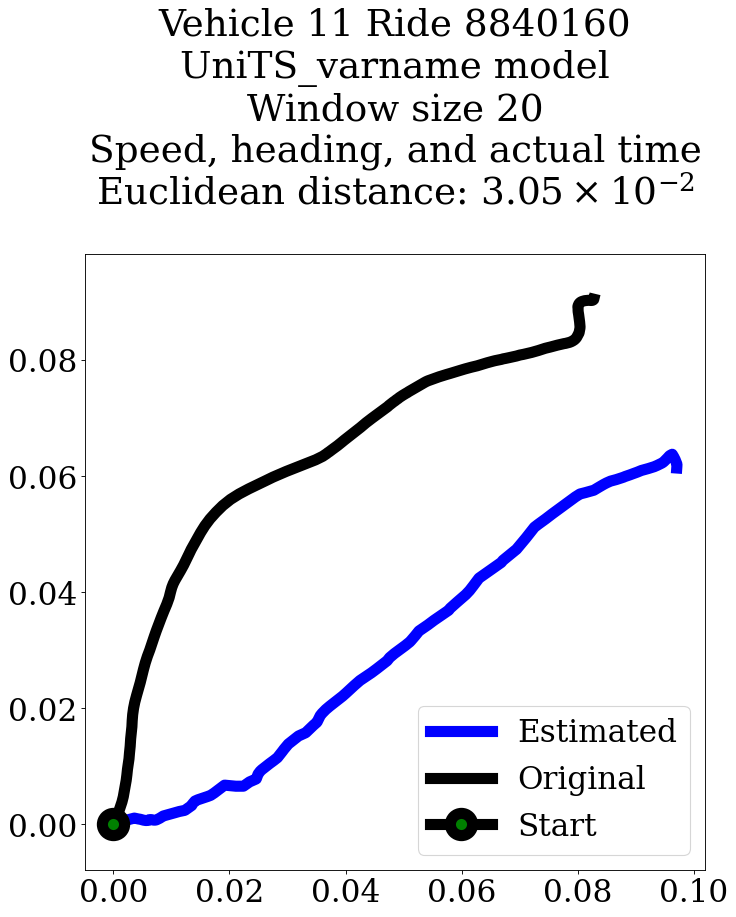 Vehicle 11 Ride 8840160
UniTS_varname model
Window size 20
Speed, heading, and actual time
Euclidean distance: 3.05 × 10⁻²
0.08
0.06
0.04
0.02
0.00
Estimated
Original
Start
0.00 0.02 0.04 0.06 0.08 0.10